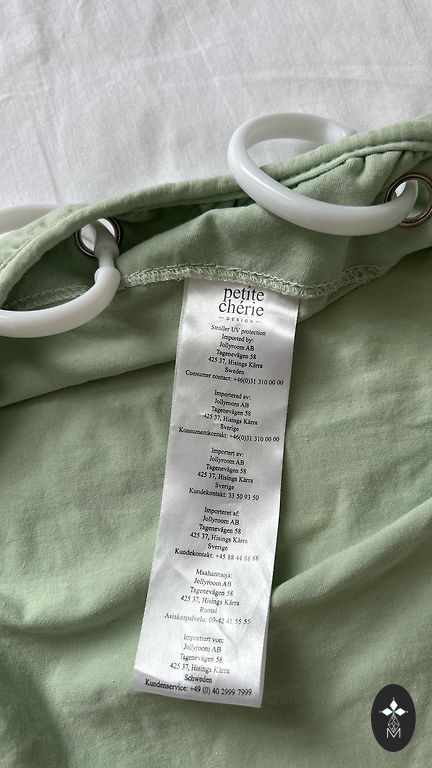 petite
chérie
—DESIGN—
Stroller UV protection
Imported by:
Jollyroom AB
Tagenevägen 58
425 37, Hisings Kärra
Sweden
Consumer contact: +46(0)31 310 00 00
Importerad av:
Jollyroom AB
Tagenevägen 58
425 37, Hisings Kärra
Sverige
Konsumentkontakt: +46(0)31 310 00 00
Importert av:
Jollyroom AB
Tagenevägen 58
425 37, Hisings Kärra
Sverige
Kundekontakt: 33 50 93 50
Importeret af:
Jollyroom AB
Tagenevägen 58
425 37, Hisings Kärra
Sverige
Kundekontakt: +45 88 44 88 88
Maahantuoja:
Jollyroom AB
Tagenevägen 58
425 37, Hisings Kärra
Ruotsi
Asiakaspalvelu: 09-42 41 55 55
Importiert von:
Jollyroom AB
Tagenevägen 58
425 37, Hisings Kärra
Schweden
Kundenservice: +49 (0) 40 2999 7999
M